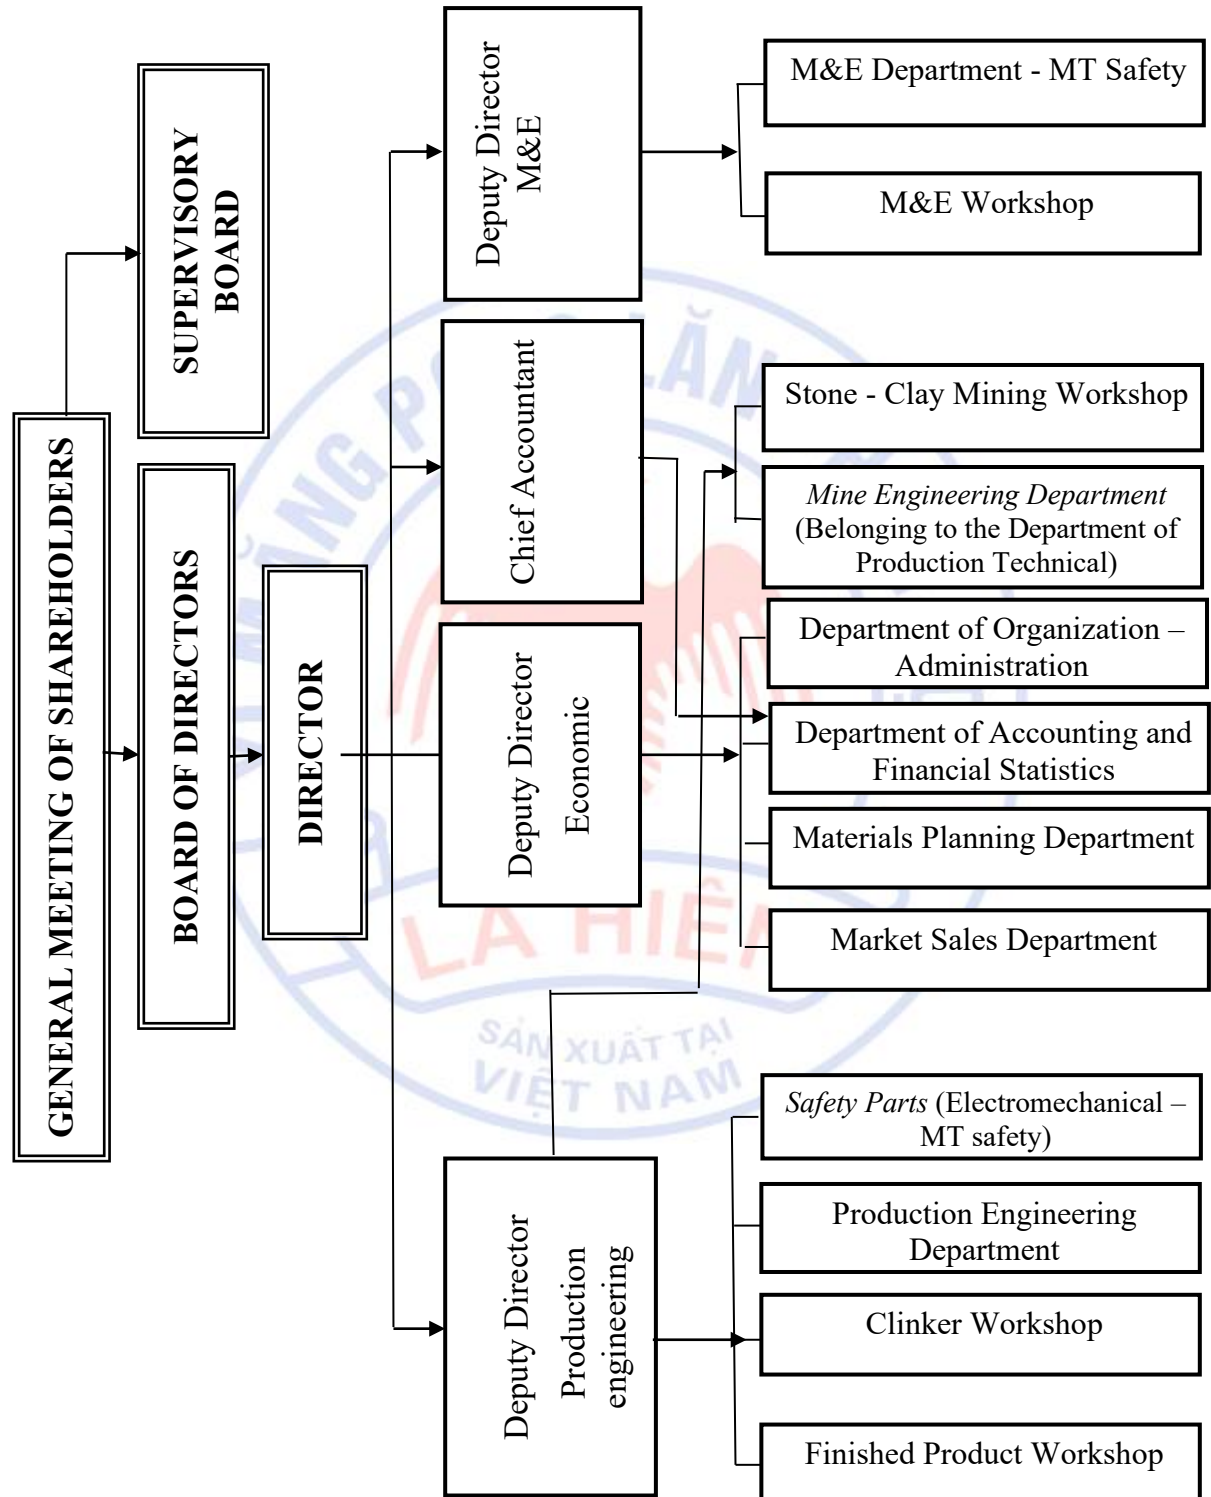 GENERAL MEETING OF SHAREHOLDERS
SUPERVISORY
BOARD
BOARD OF DIRECTORS
DIRECTOR
Deputy Director
M&E
Chief Accountant
Deputy Director
Economic
Deputy Director
Production
engineering
M&E Department - MT Safety
M&E Workshop
Stone - Clay Mining Workshop
Mine Engineering Department
(Belonging to the Department of
Production Technical)
Department of Organization –
Administration
Department of Accounting and
Financial Statistics
Materials Planning Department
Market Sales Department
Safety Parts (Electromechanical –
MT safety)
Production Engineering
Department
Clinker Workshop
Finished Product Workshop
LA HIÊN
SẢN XUẤT TẠI
VIỆT NAM